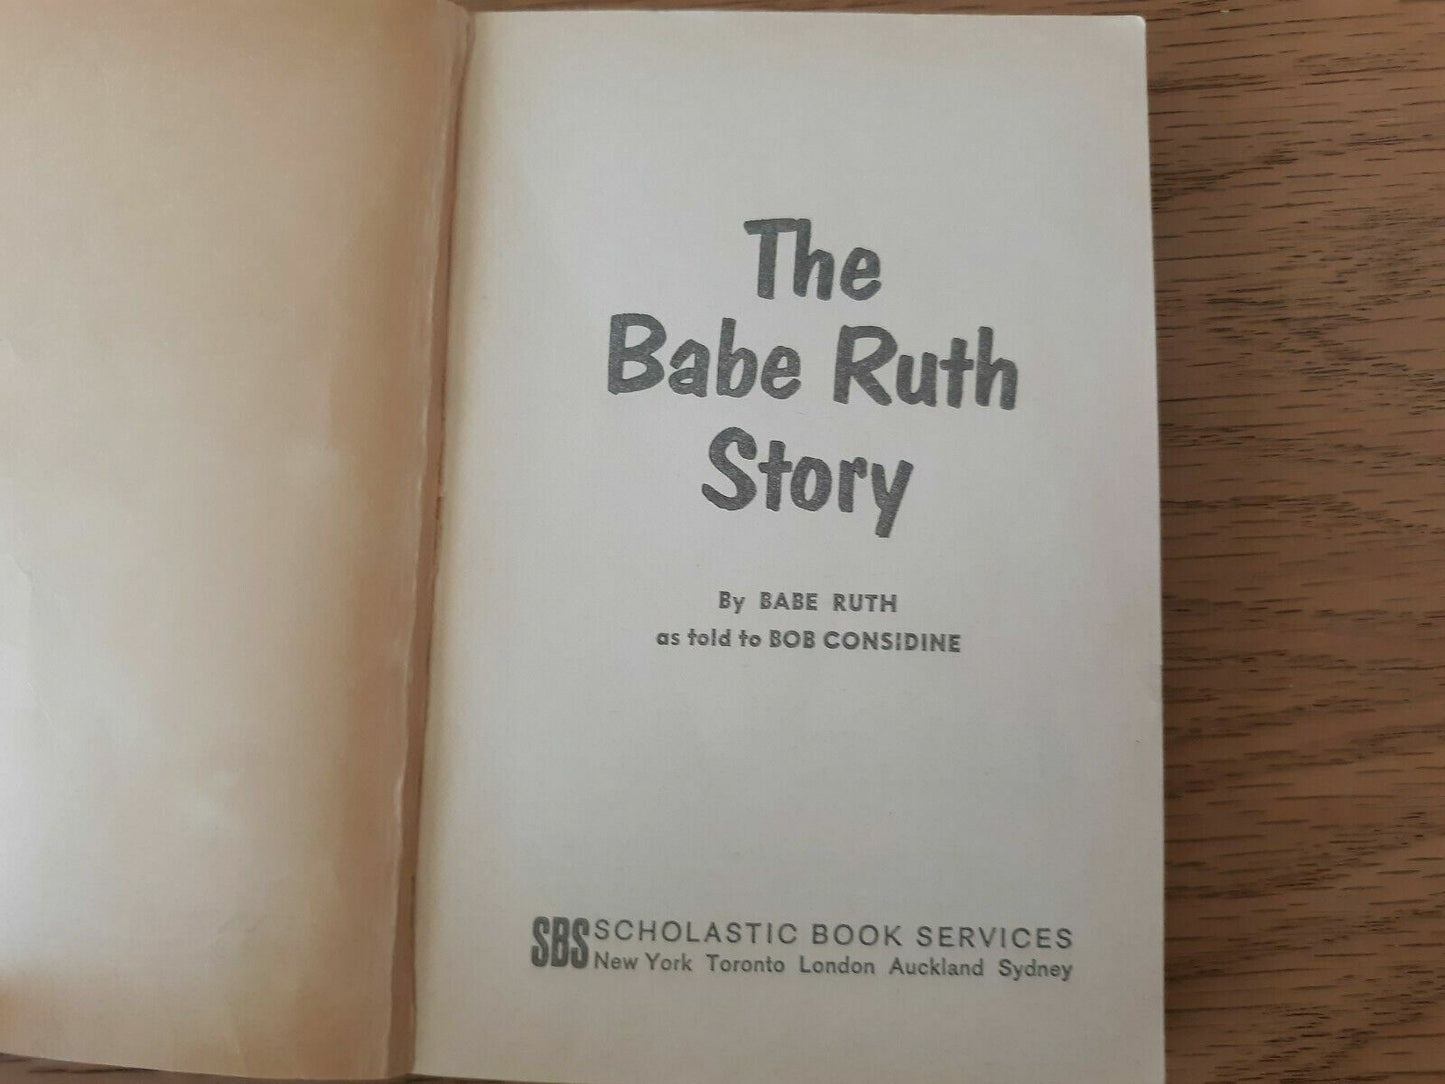 The
Babe Ruth
Story
By BABE RUTH
as told to BOB CONSIDINE
SBS SCHOLASTIC BOOK SERVICES
New York Toronto London Auckland Sydney